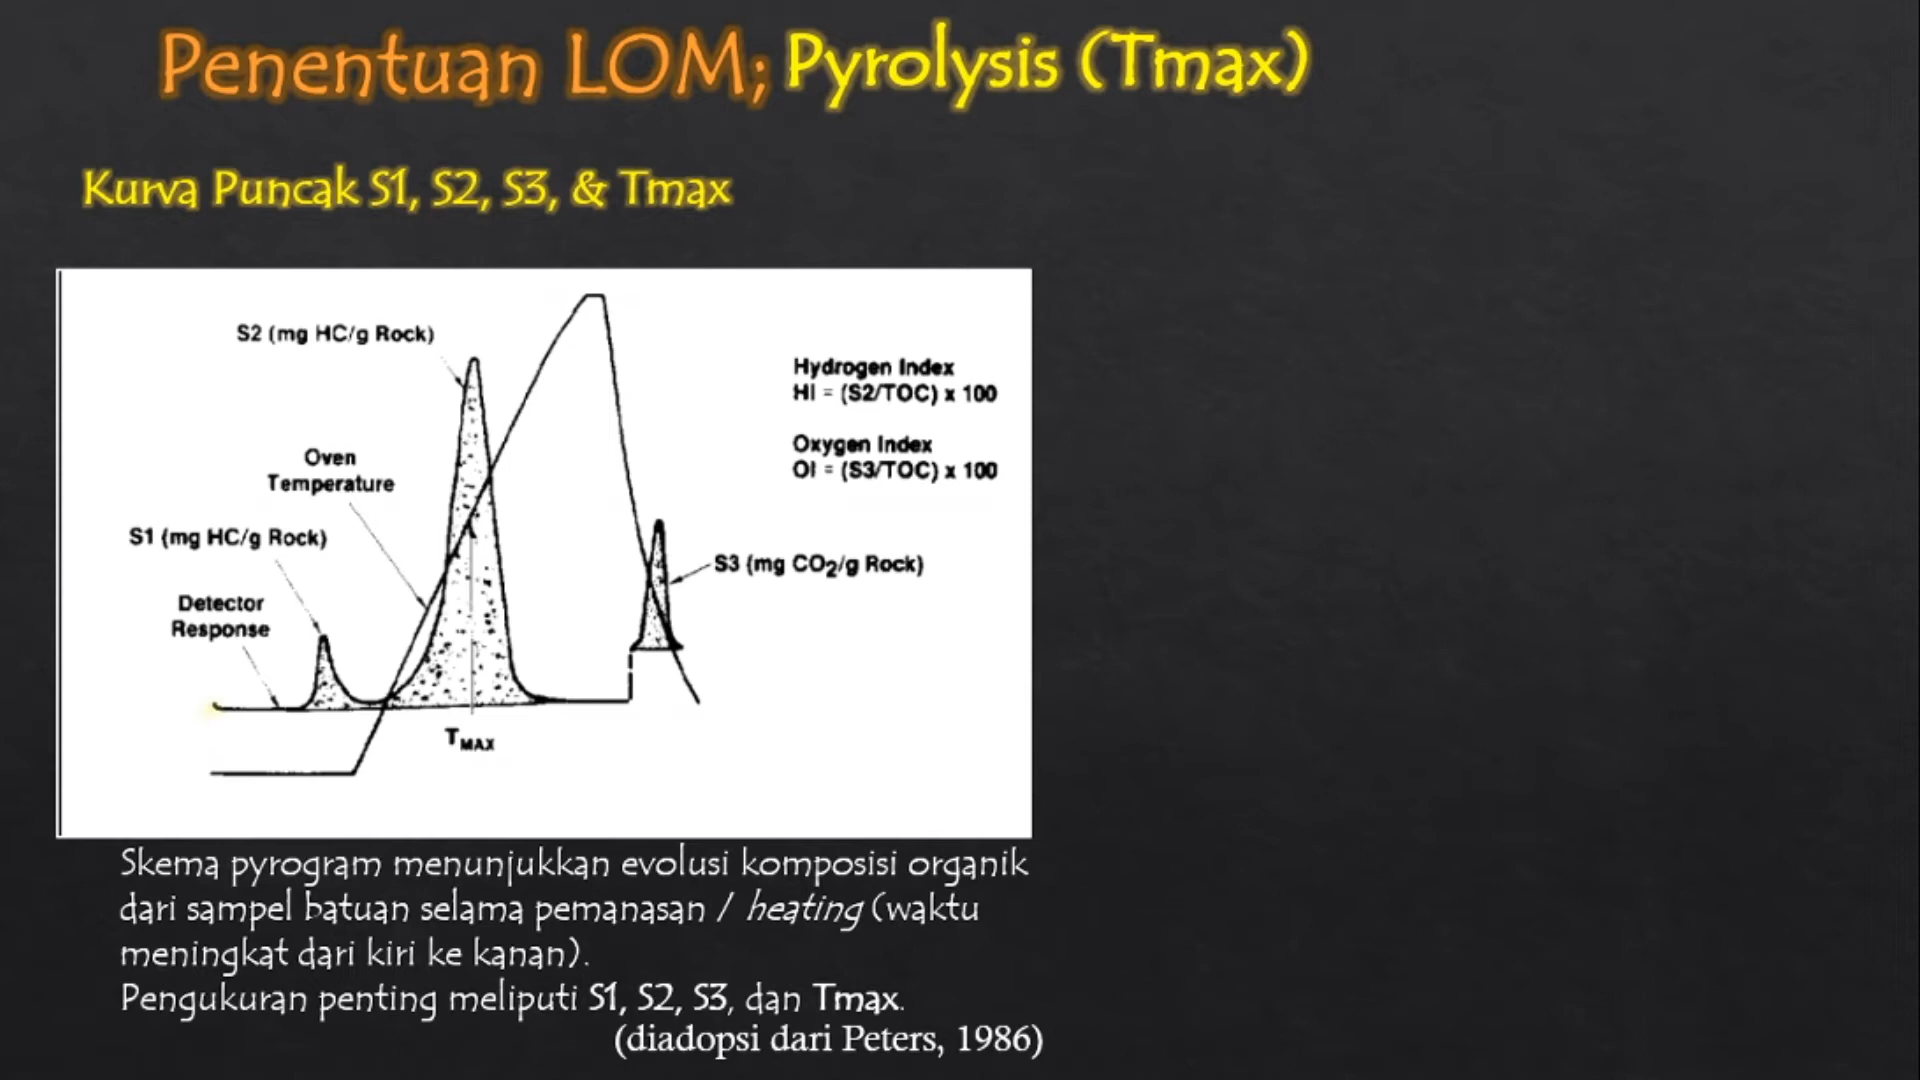 Penentuan LOM; Pyrolysis (Tmax)
Kurva Puncak S1, S2, S3, & Tmax
S2 (mg HC/g Rock)
Hydrogen Index
HI = (S2/TOC) x 100
Oxygen Index
OI = (S3/TOC) x 100
Oven
Temperature
S1 (mg HC/g Rock)
S3 (mg CO₂/g Rock)
Detector
Response
TMAX
Skema pyrogram menunjukkan evolusi komposisi organik
dari sampel batuan selama pemanasan / heating (waktu
meningkat dari kiri ke kanan).
Pengukuran penting meliputi S1, S2, S3, dan Tmax.
(diadopsi dari Peters, 1986)